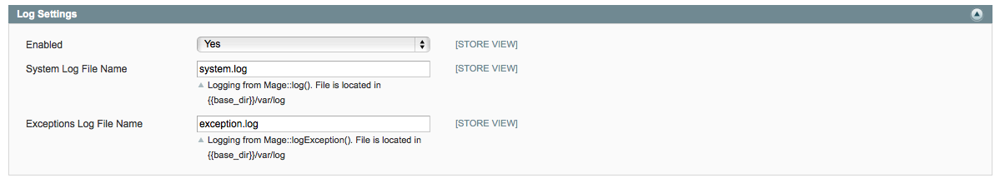 Log Settings
Enabled Yes [STORE VIEW]
System Log File Name system.log [STORE VIEW]
Logging from Mage::log(). File is located in
{{base_dir}}/var/log
Exceptions Log File Name exception.log [STORE VIEW]
Logging from Mage::logException(). File is located in
{{base_dir}}/var/log